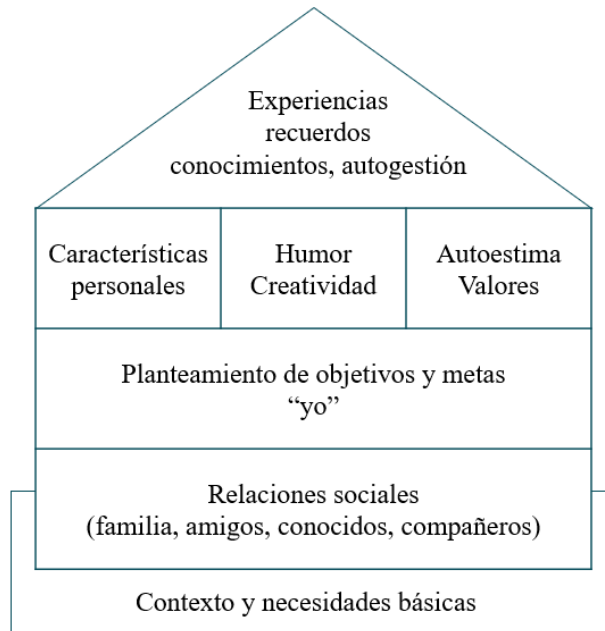 Experiencias
recuerdos
conocimientos, autogestión
Características
personales
Humor
Creatividad
Autoestima
Valores
Planteamiento de objetivos y metas
“yo”
Relaciones sociales
(familia, amigos, conocidos, compañeros)
Contexto y necesidades básicas